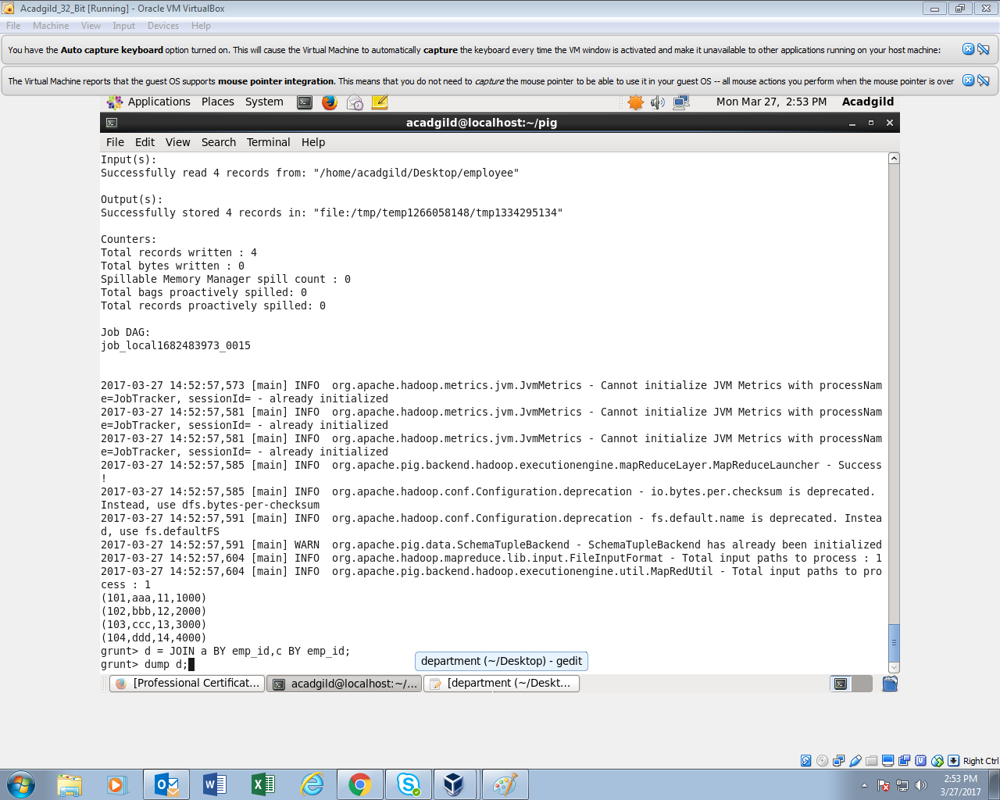 Acadgild_32_Bit [Running] - Oracle VM VirtualBox
File Machine View Input Devices Help
You have the Auto capture keyboard option turned on. This will cause the Virtual Machine to automatically capture the keyboard every time the VM window is activated and make it unavailable to other applications running on your host machine:
The Virtual Machine reports that the guest OS supports mouse pointer integration. This means that you do not need to capture the mouse pointer to be able to use it in your guest OS -- all mouse actions you perform when the mouse pointer is over
Applications Places System Mon Mar 27, 2:53 PM Acadgild
acadgild@localhost:~/pig
File Edit View Search Terminal Help
Input(s):
Successfully read 4 records from: "/home/acadgild/Desktop/employee"
Output(s):
Successfully stored 4 records in: "file:/tmp/temp1266058148/tmp1334295134"
Counters:
Total records written : 4
Total bytes written : 0
Spillable Memory Manager spill count : 0
Total bags proactively spilled: 0
Total records proactively spilled: 0
Job DAG:
job_local1682483973_0015
2017-03-27 14:52:57,573 [main] INFO  org.apache.hadoop.metrics.jvm.JvmMetrics - Cannot initialize JVM Metrics with processNam
e=JobTracker, sessionId= - already initialized
2017-03-27 14:52:57,581 [main] INFO  org.apache.hadoop.metrics.jvm.JvmMetrics - Cannot initialize JVM Metrics with processNam
e=JobTracker, sessionId= - already initialized
2017-03-27 14:52:57,581 [main] INFO  org.apache.hadoop.metrics.jvm.JvmMetrics - Cannot initialize JVM Metrics with processNam
e=JobTracker, sessionId= - already initialized
2017-03-27 14:52:57,585 [main] INFO  org.apache.pig.backend.hadoop.executionengine.mapReduceLayer.MapReduceLauncher - Success
!
2017-03-27 14:52:57,585 [main] INFO  org.apache.hadoop.conf.Configuration.deprecation - io.bytes.per.checksum is deprecated.
Instead, use dfs.bytes-per-checksum
2017-03-27 14:52:57,591 [main] INFO  org.apache.hadoop.conf.Configuration.deprecation - fs.default.name is deprecated. Instea
d, use fs.defaultFS
2017-03-27 14:52:57,591 [main] WARN  org.apache.pig.data.SchemaTupleBackend - SchemaTupleBackend has already been initialized
2017-03-27 14:52:57,604 [main] INFO  org.apache.hadoop.mapreduce.lib.input.FileInputFormat - Total input paths to process : 1
2017-03-27 14:52:57,604 [main] INFO  org.apache.pig.backend.hadoop.executionengine.util.MapRedUtil - Total input paths to pro
cess : 1
(101,aaa,11,1000)
(102,bbb,12,2000)
(103,ccc,13,3000)
(104,ddd,14,4000)
grunt> d = JOIN a BY emp_id,c BY emp_id;
grunt> dump d;
department (~/Desktop) - gedit
[Professional Certificat... acadgild@localhost:~/... [department (~/Deskt...
Right Ctrl
2:53 PM
3/27/2017